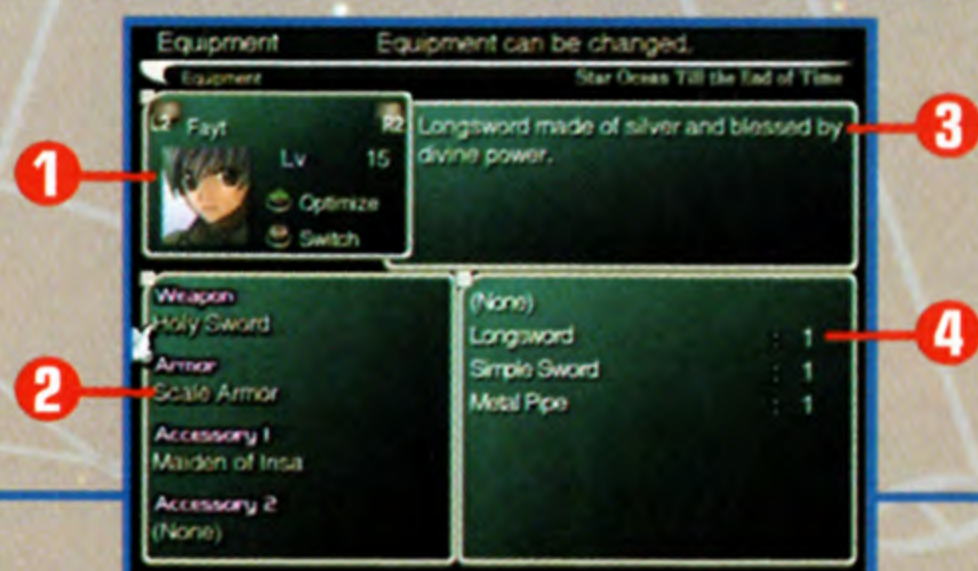 Equipment Equipment can be changed.
Equipment Star Ocean Till the End of Time
L2 Fayt R2
Lv 15
Optimize
Switch
Longsword made of silver and blessed by
divine power.
1
3
Weapon
Holy Sword
Armor
Scale Armor
Accessory 1
Maiden of Irisa
Accessory 2
(None)
2
(None)
Longsword : 1
Simple Sword : 1
Metal Pipe : 1
4